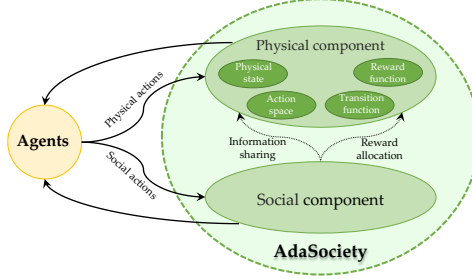 Physical component
Physical
state
Reward
function
Action
space
Transition
function
Physical actions
Agents
Social actions
Information
sharing
Reward
allocation
Social component
AdaSociety